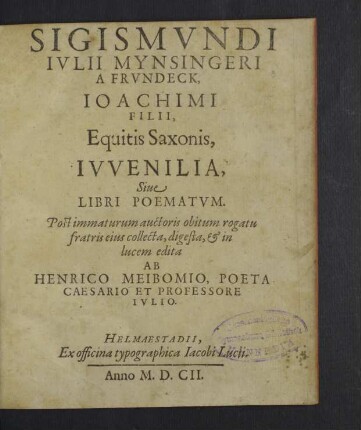 SIGISMVNDI
IVLII MYNSINGERI
A FRVNDECK,
IOACHIMI
FILII,
Equitis Saxonis,
IVVENILIA,
Siue
LIBRI POEMATVM.
Post immaturum auctoris obitum rogatu
fratris eius collecta, digesta, & in
lucem edita
AB
HENRICO MEIBOMIO, POETA
CAESARIO ET PROFESSORE
IVLIO.
HELMAESTADII,
Ex officina typographica Iacobi Lucij.
Anno M. D. CII.